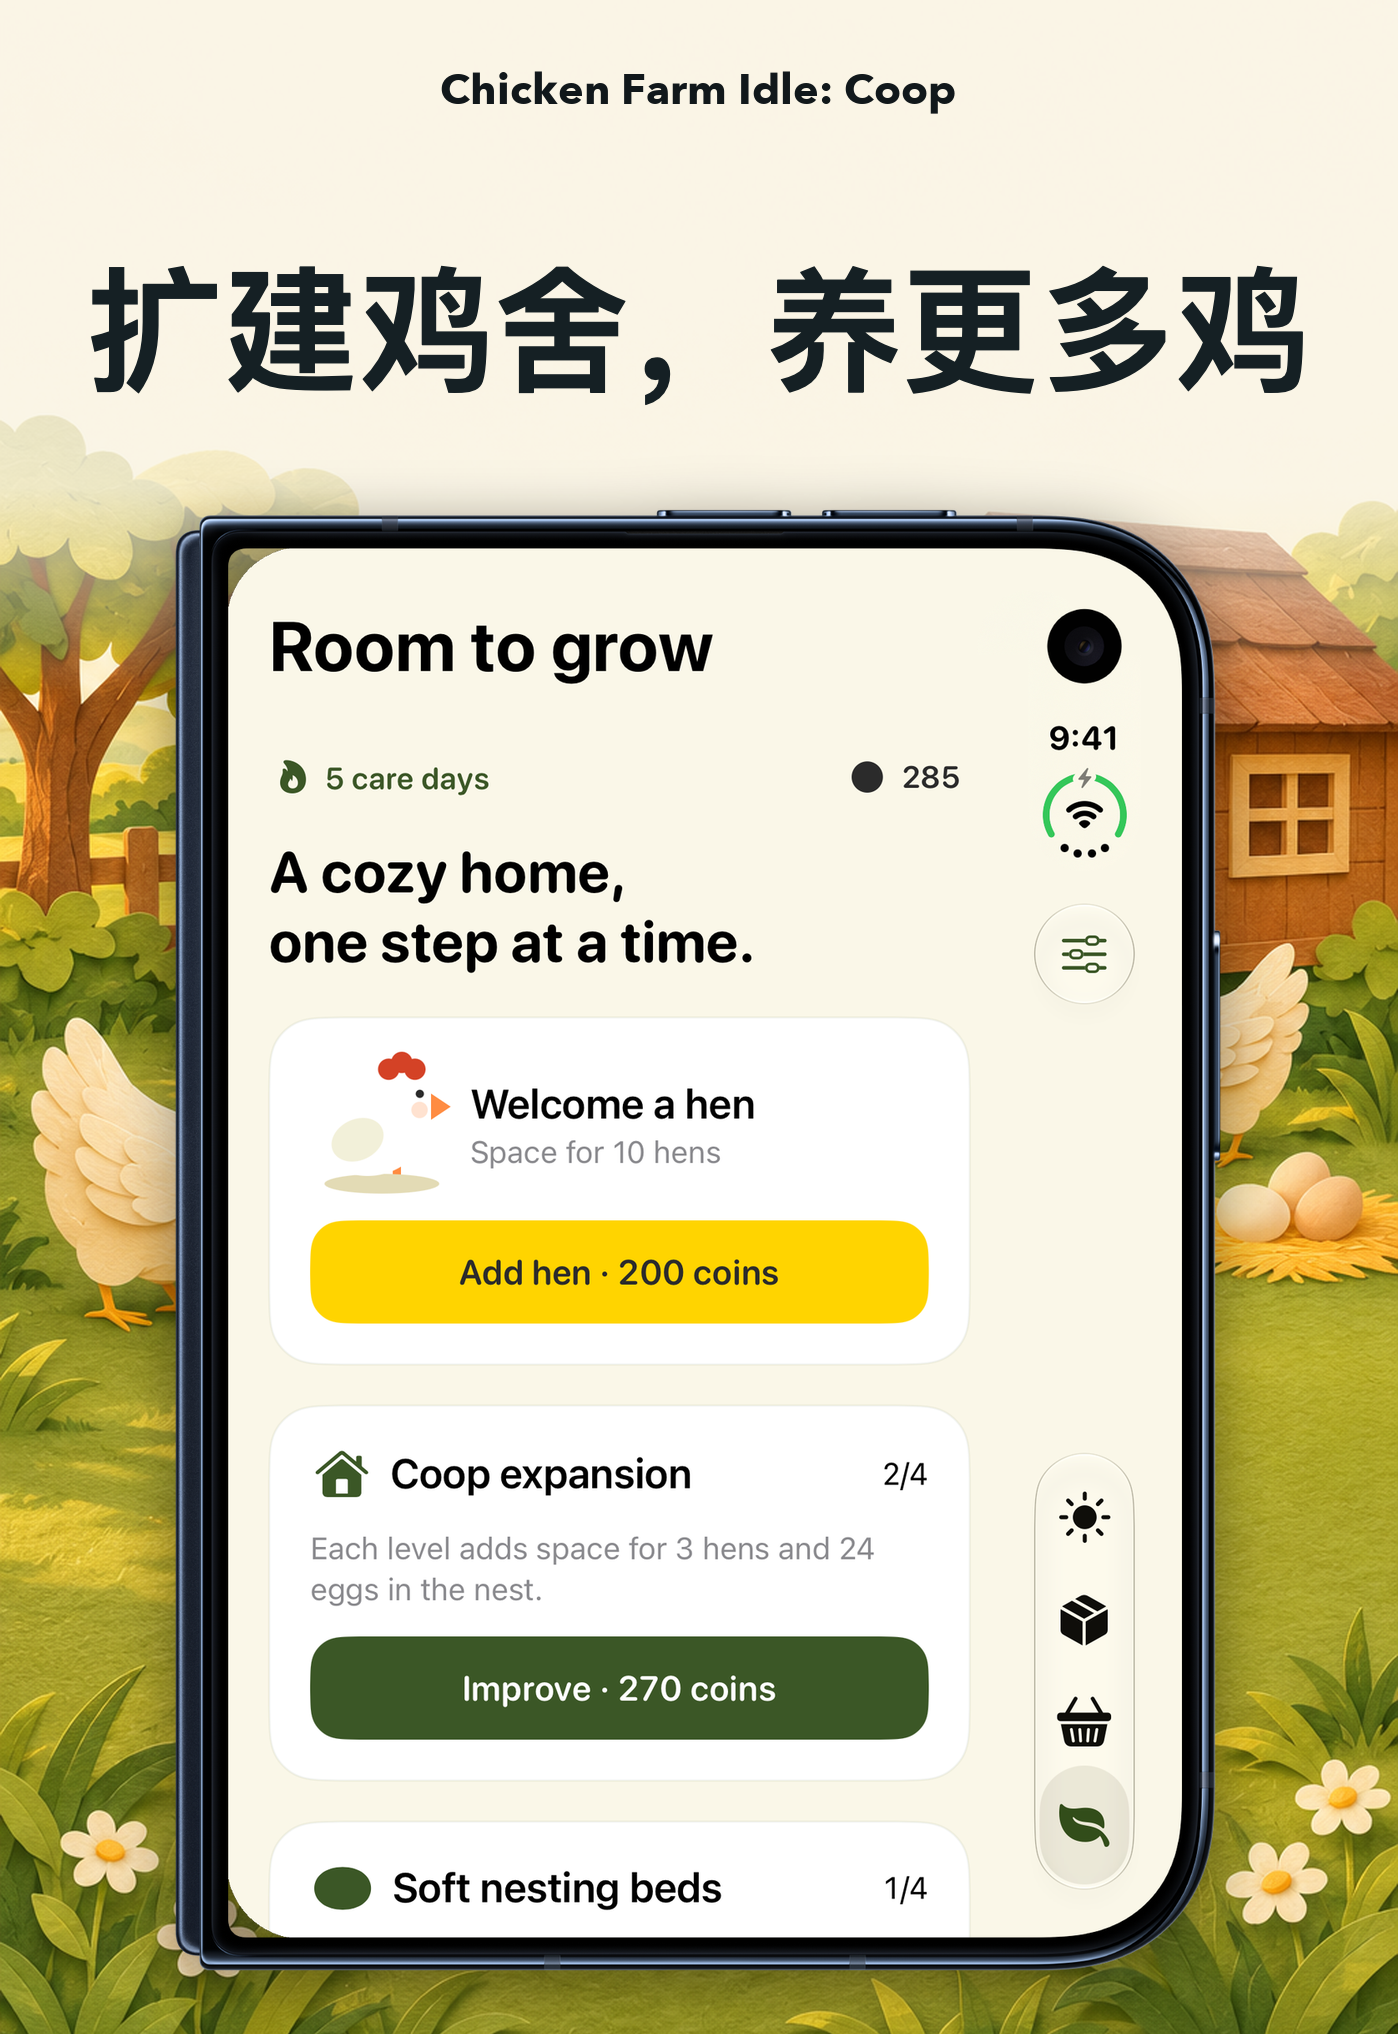 Chicken Farm Idle: Coop
扩建鸡舍，养更多鸡
Room to grow
9:41
5 care days
285
A cozy home,
one step at a time.
Welcome a hen
Space for 10 hens
Add hen · 200 coins
Coop expansion
2/4
Each level adds space for 3 hens and 24
eggs in the nest.
Improve · 270 coins
Soft nesting beds
1/4